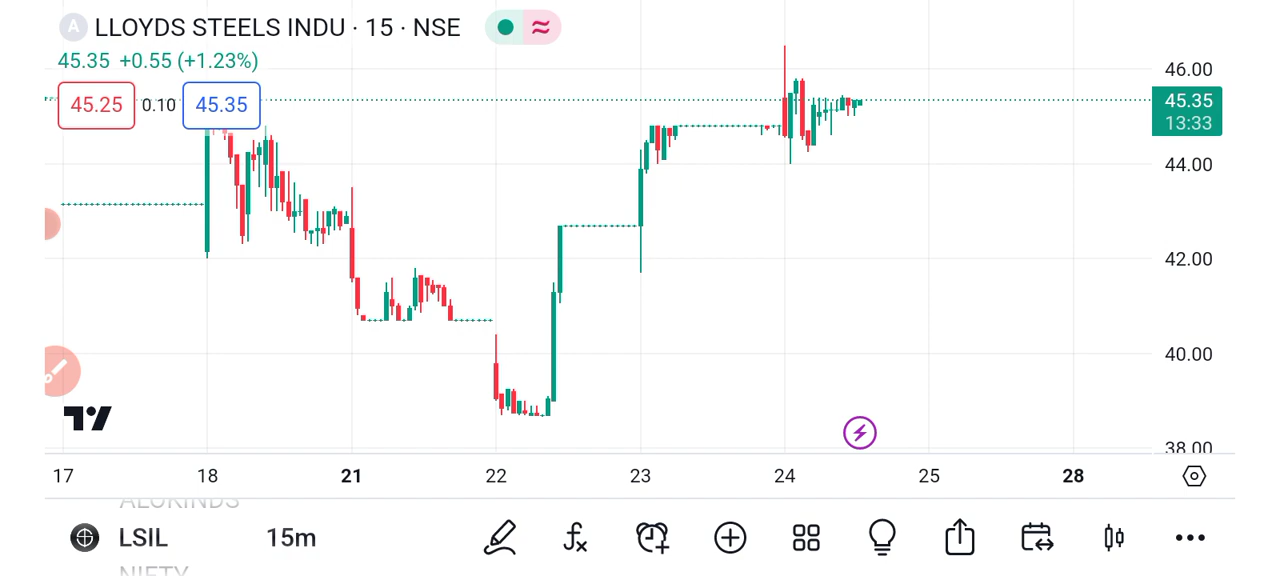 A LLOYDS STEELS INDU · 15 · NSE
45.35 +0.55 (+1.23%)
45.25 0.10 45.35
46.00
45.35
13:33
44.00
42.00
40.00
38.00
17 18 21 22 23 24 25 28
ALOKINDS
LSIL 15m
NIFTY